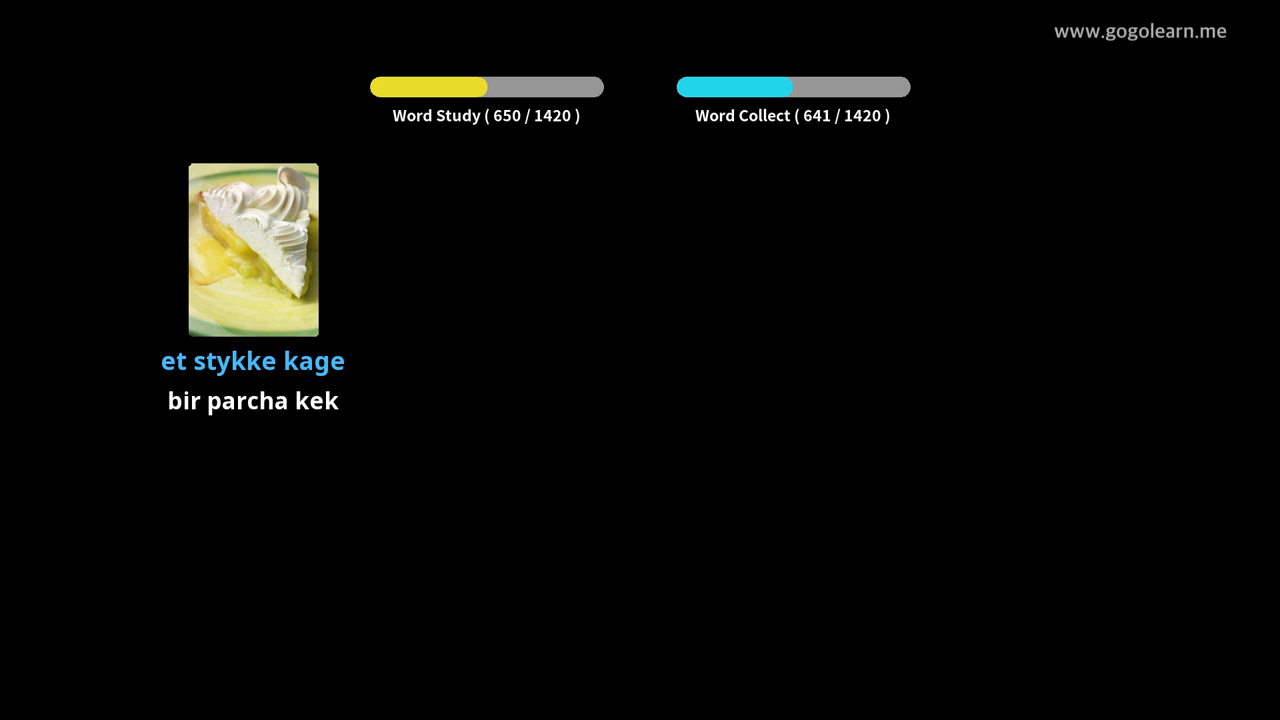 www.gogolearn.me
Word Study ( 650 / 1420 )
Word Collect ( 641 / 1420 )
et stykke kage
bir parcha kek